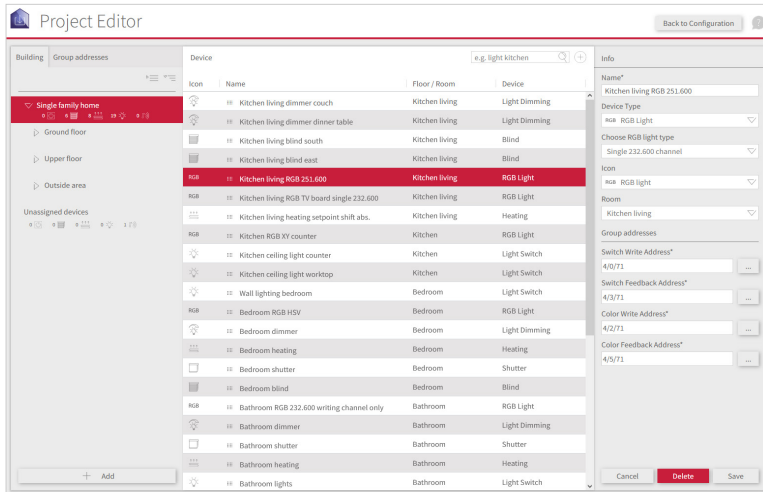 Project Editor
Back to Configuration
?
Building
Group addresses
Single family home
Ground floor
Upper floor
Outside area
Unassigned devices
+ Add
Device
e.g. light kitchen
Icon Name Floor / Room Device
Kitchen living dimmer couch Kitchen living Light Dimming
Kitchen living dimmer dinner table Kitchen living Light Dimming
Kitchen living blind south Kitchen living Blind
Kitchen living blind east Kitchen living Blind
RGB Kitchen living RGB 251.600 Kitchen living RGB Light
RGB Kitchen living RGB TV board single 232.600 Kitchen living RGB Light
Kitchen living heating setpoint shift abs. Kitchen living Heating
RGB Kitchen RGB XY counter Kitchen RGB Light
Kitchen ceiling light counter Kitchen Light Switch
Kitchen ceiling light worktop Kitchen Light Switch
Wall lighting bedroom Bedroom Light Switch
RGB Bedroom RGB HSV Bedroom RGB Light
Bedroom dimmer Bedroom Light Dimming
Bedroom heating Bedroom Heating
Bedroom shutter Bedroom Shutter
Bedroom blind Bedroom Blind
RGB Bathroom RGB 232.600 writing channel only Bathroom RGB Light
Bathroom dimmer Bathroom Light Dimming
Bathroom shutter Bathroom Shutter
Bathroom heating Bathroom Heating
Bathroom lights Bathroom Light Switch
Info
Name*
Kitchen living RGB 251.600
Device Type
RGB RGB Light
Choose RGB light type
Single 232.600 channel
Icon
RGB RGB light
Room
Kitchen living
Group addresses
Switch Write Address*
4/0/71 ...
Switch Feedback Address*
4/3/71 ...
Color Write Address*
4/2/71 ...
Color Feedback Address*
4/5/71 ...
Cancel Delete Save